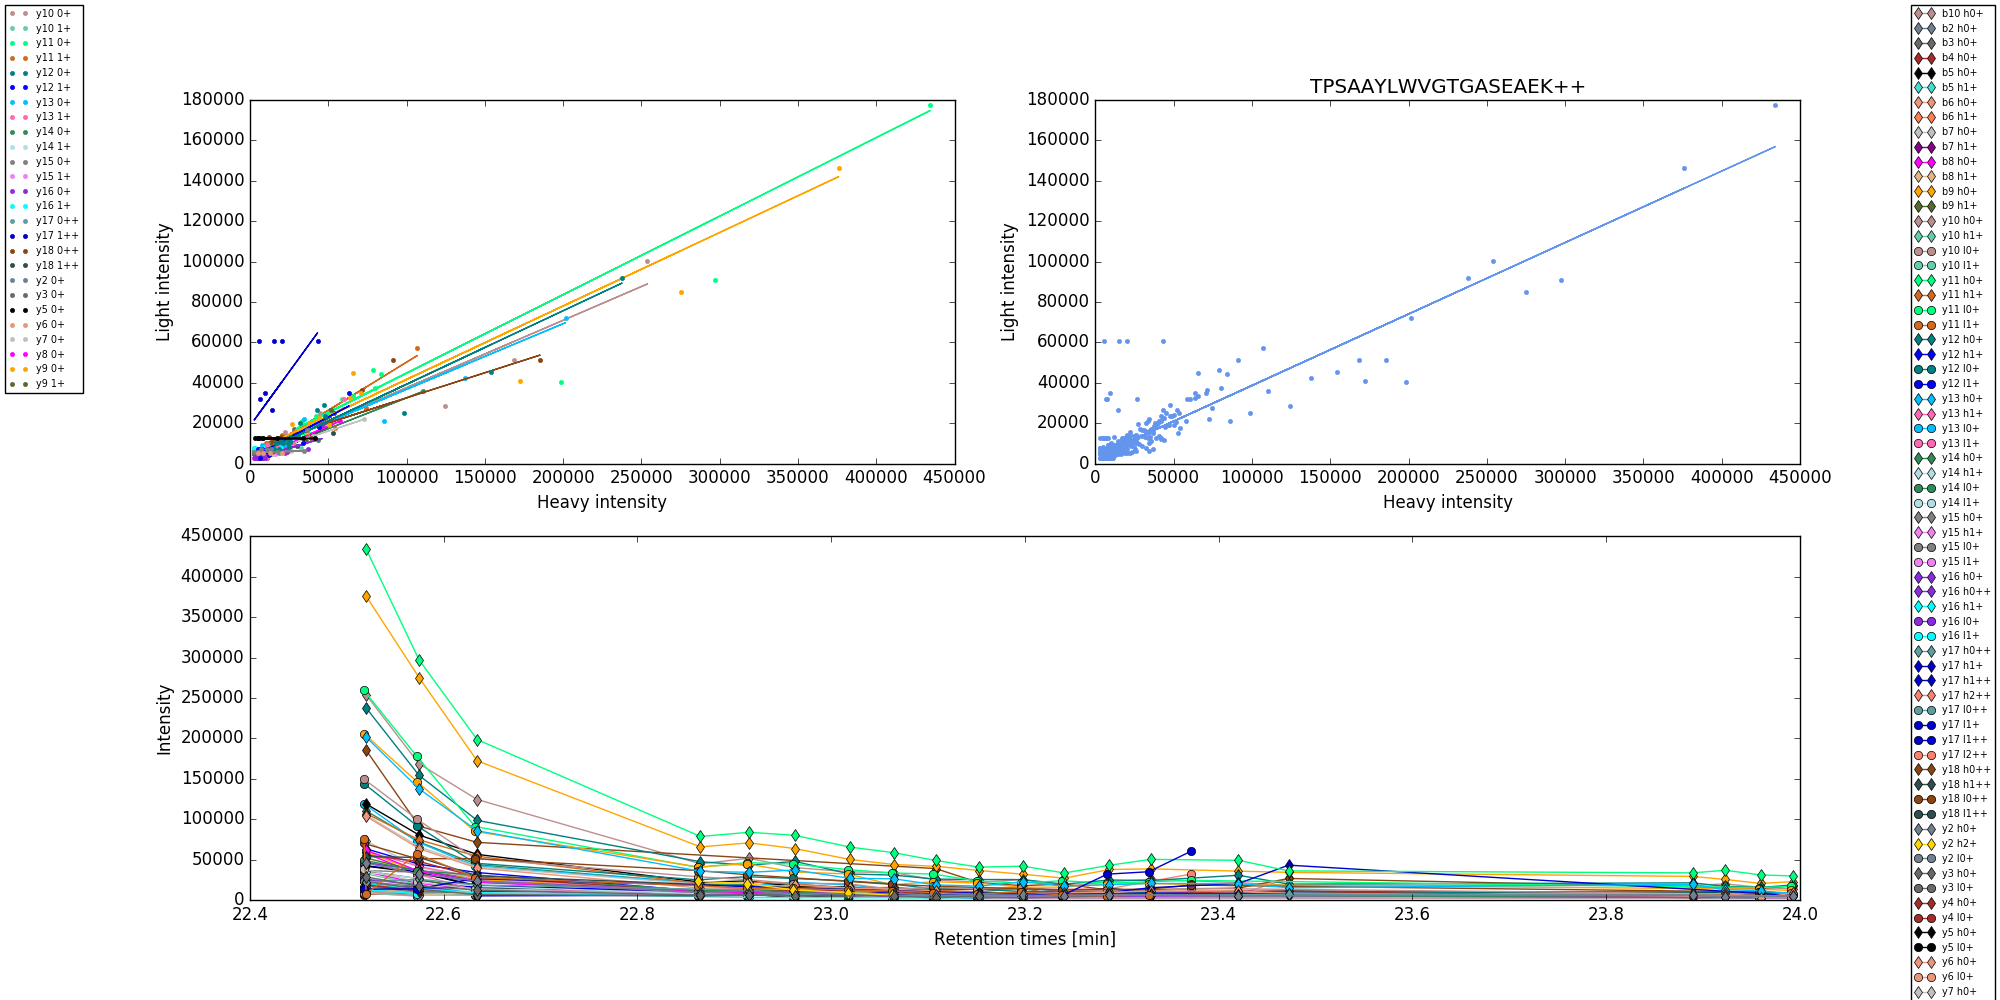 y10 0+
y10 1+
y11 0+
y11 1+
y12 0+
y12 1+
y13 0+
y13 1+
y14 0+
y14 1+
y15 0+
y15 1+
y16 0+
y16 1+
y17 0++
y17 1++
y18 0++
y18 1++
y2 0+
y3 0+
y5 0+
y6 0+
y7 0+
y8 0+
y9 0+
y9 1+
180000
160000
140000
120000
100000
80000
60000
40000
20000
0
Light intensity
0 50000 100000 150000 200000 250000 300000 350000 400000 450000
Heavy intensity
TPSAAYLWVGTGASEAEK++
180000
160000
140000
120000
100000
80000
60000
40000
20000
0
Light intensity
0 50000 100000 150000 200000 250000 300000 350000 400000 450000
Heavy intensity
450000
400000
350000
300000
250000
200000
150000
100000
50000
0
Intensity
22.4 22.6 22.8 23.0 23.2 23.4 23.6 23.8 24.0
Retention times [min]
b10 h0+
b2 h0+
b3 h0+
b4 h0+
b5 h0+
b5 h1+
b6 h0+
b6 h1+
b7 h0+
b7 h1+
b8 h0+
b8 h1+
b9 h0+
b9 h1+
y10 h0+
y10 h1+
y10 l0+
y10 l1+
y11 h0+
y11 h1+
y11 l0+
y11 l1+
y12 h0+
y12 h1+
y12 l0+
y12 l1+
y13 h0+
y13 h1+
y13 l0+
y13 l1+
y14 h0+
y14 h1+
y14 l0+
y14 l1+
y15 h0+
y15 h1+
y15 l0+
y15 l1+
y16 h0+
y16 h0++
y16 h1+
y16 l0+
y16 l1+
y17 h0++
y17 h1+
y17 h1++
y17 h2++
y17 l0++
y17 l1+
y17 l1++
y17 l2++
y18 h0++
y18 h1++
y18 l0++
y18 l1++
y2 h0+
y2 h2+
y2 l0+
y3 h0+
y3 l0+
y4 h0+
y4 l0+
y5 h0+
y5 l0+
y6 h0+
y6 l0+
y7 h0+